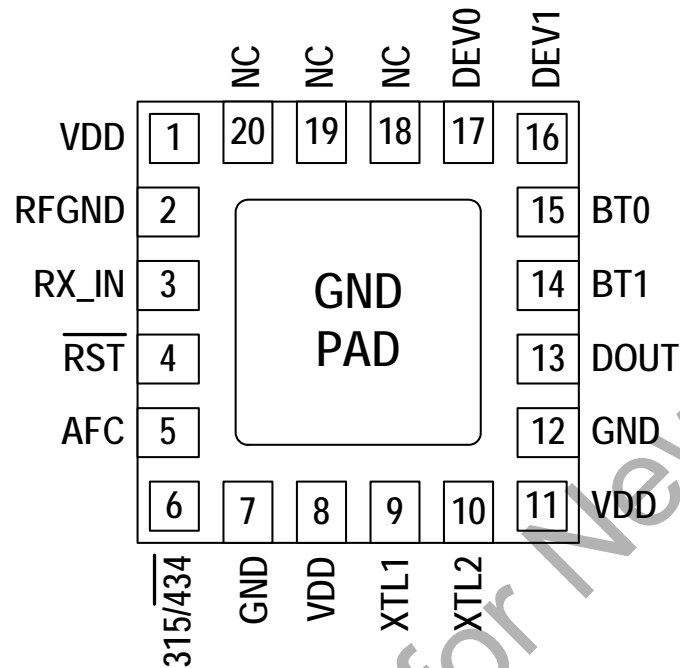 NC NC NC DEV0 DEV1
VDD 1 20 19 18 17 16
RFGND 2 15 BT0
RX_IN 3 14 BT1
RST 4 13 DOUT
AFC 5 12 GND
GND
PAD
6 7 8 9 10 11 VDD
315/434 GND VDD XTL1 XTL2
for New